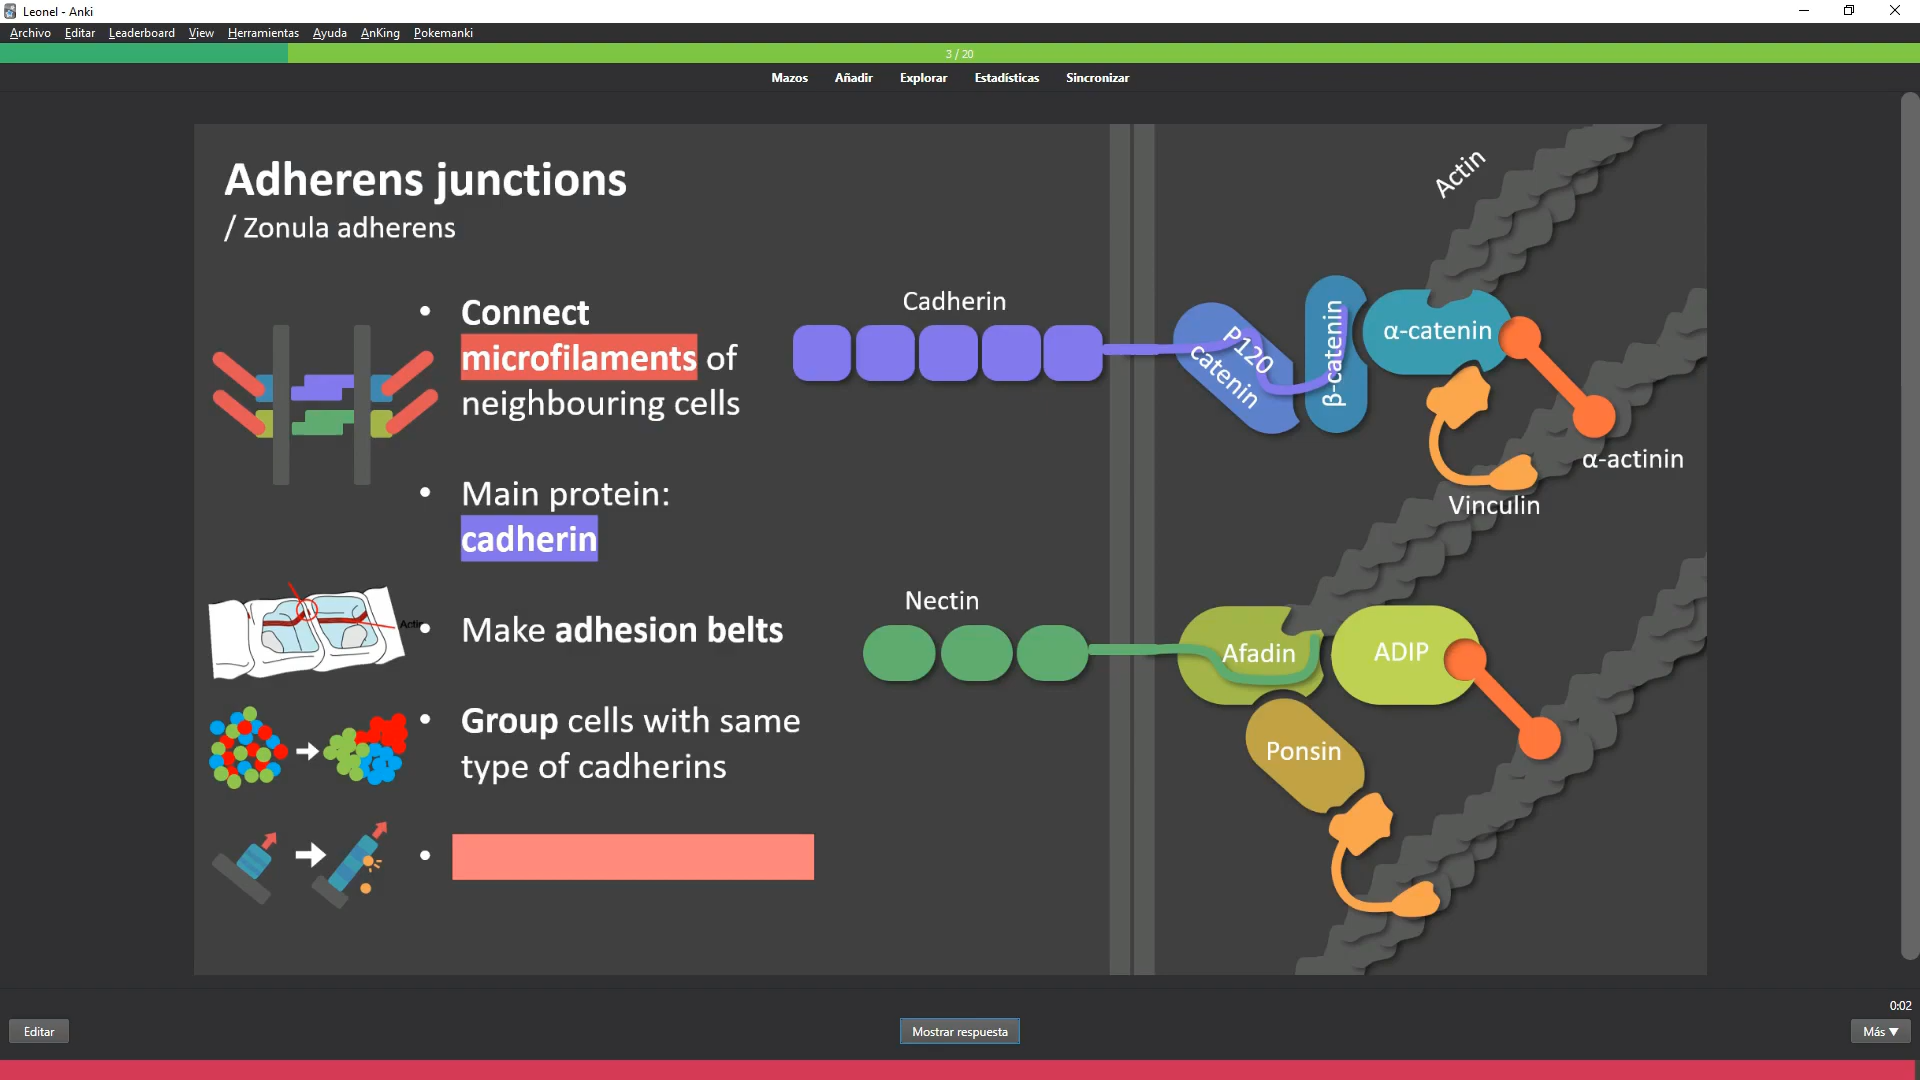 Leonel - Anki
Archivo Editar Leaderboard View Herramientas Ayuda AnKing Pokemanki
3 / 20
Mazos Añadir Explorar Estadísticas Sincronizar
Adherens junctions
/ Zonula adherens
• Connect
microfilaments of
neighbouring cells
• Main protein:
cadherin
• Make adhesion belts
• Group cells with same
type of cadherins
•
Cadherin
P120
catenin
β-catenin
α-catenin
Actin
α-actinin
Vinculin
Nectin
Afadin
ADIP
Ponsin
0:02
Editar
Mostrar respuesta
Más ▼